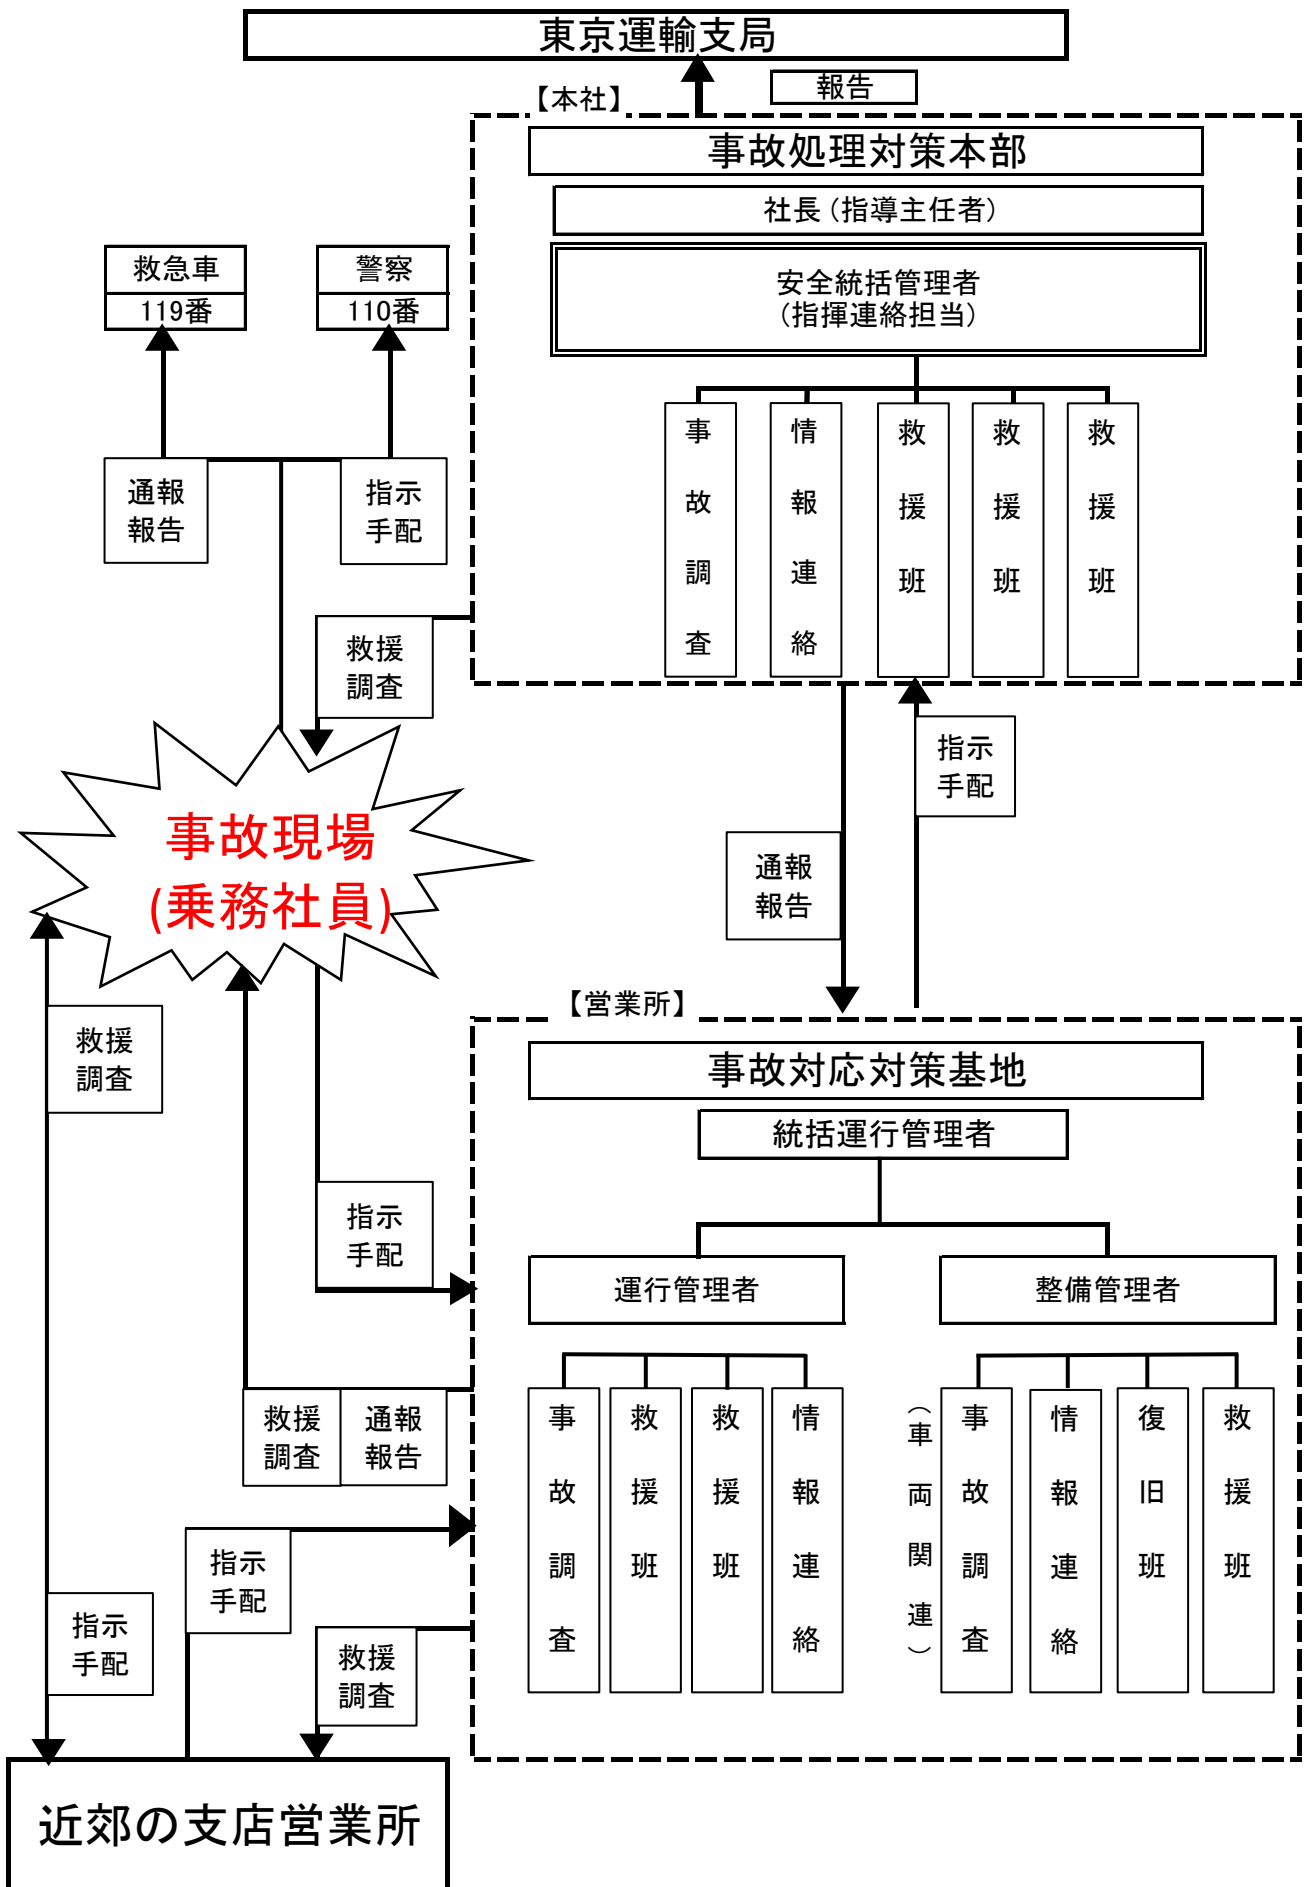 東京運輸支局
報告
【本社】
事故処理対策本部
社長（指導主任者）
安全統括管理者
（指揮連絡担当）
救急車
119番
警察
110番
事故調査
情報連絡
救援班
救援班
救援班
通報
報告
指示
手配
救援
調査
指示
手配
通報
報告
事故現場
(乗務社員)
【営業所】
救援
調査
事故対応対策基地
統括運行管理者
指示
手配
運行管理者
整備管理者
救援
調査
通報
報告
事故調査
救援班
救援班
情報連絡
（車両関連）
事故調査
情報連絡
復旧班
救援班
指示
手配
指示
手配
救援
調査
近郊の支店営業所